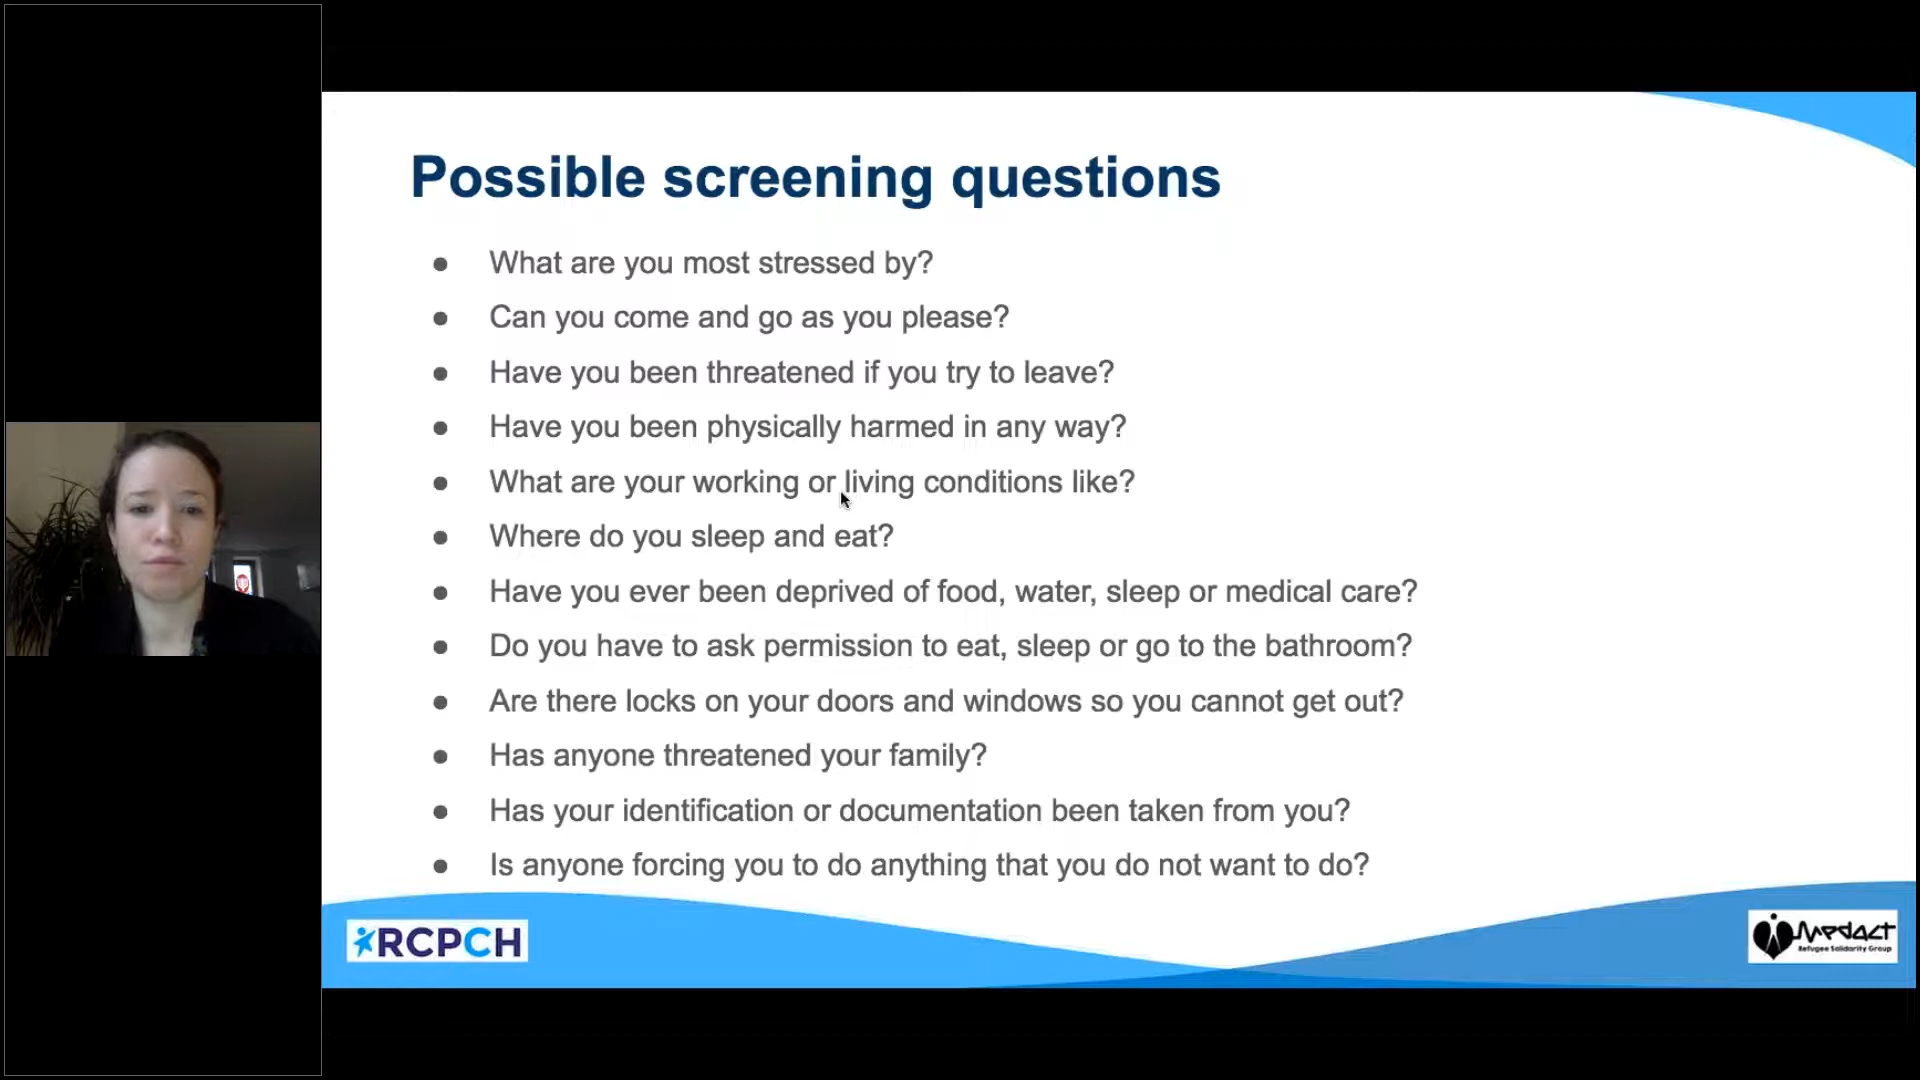 Possible screening questions
● What are you most stressed by?
● Can you come and go as you please?
● Have you been threatened if you try to leave?
● Have you been physically harmed in any way?
● What are your working or living conditions like?
● Where do you sleep and eat?
● Have you ever been deprived of food, water, sleep or medical care?
● Do you have to ask permission to eat, sleep or go to the bathroom?
● Are there locks on your doors and windows so you cannot get out?
● Has anyone threatened your family?
● Has your identification or documentation been taken from you?
● Is anyone forcing you to do anything that you do not want to do?
RCPCH
Medact
Refugee Solidarity Group